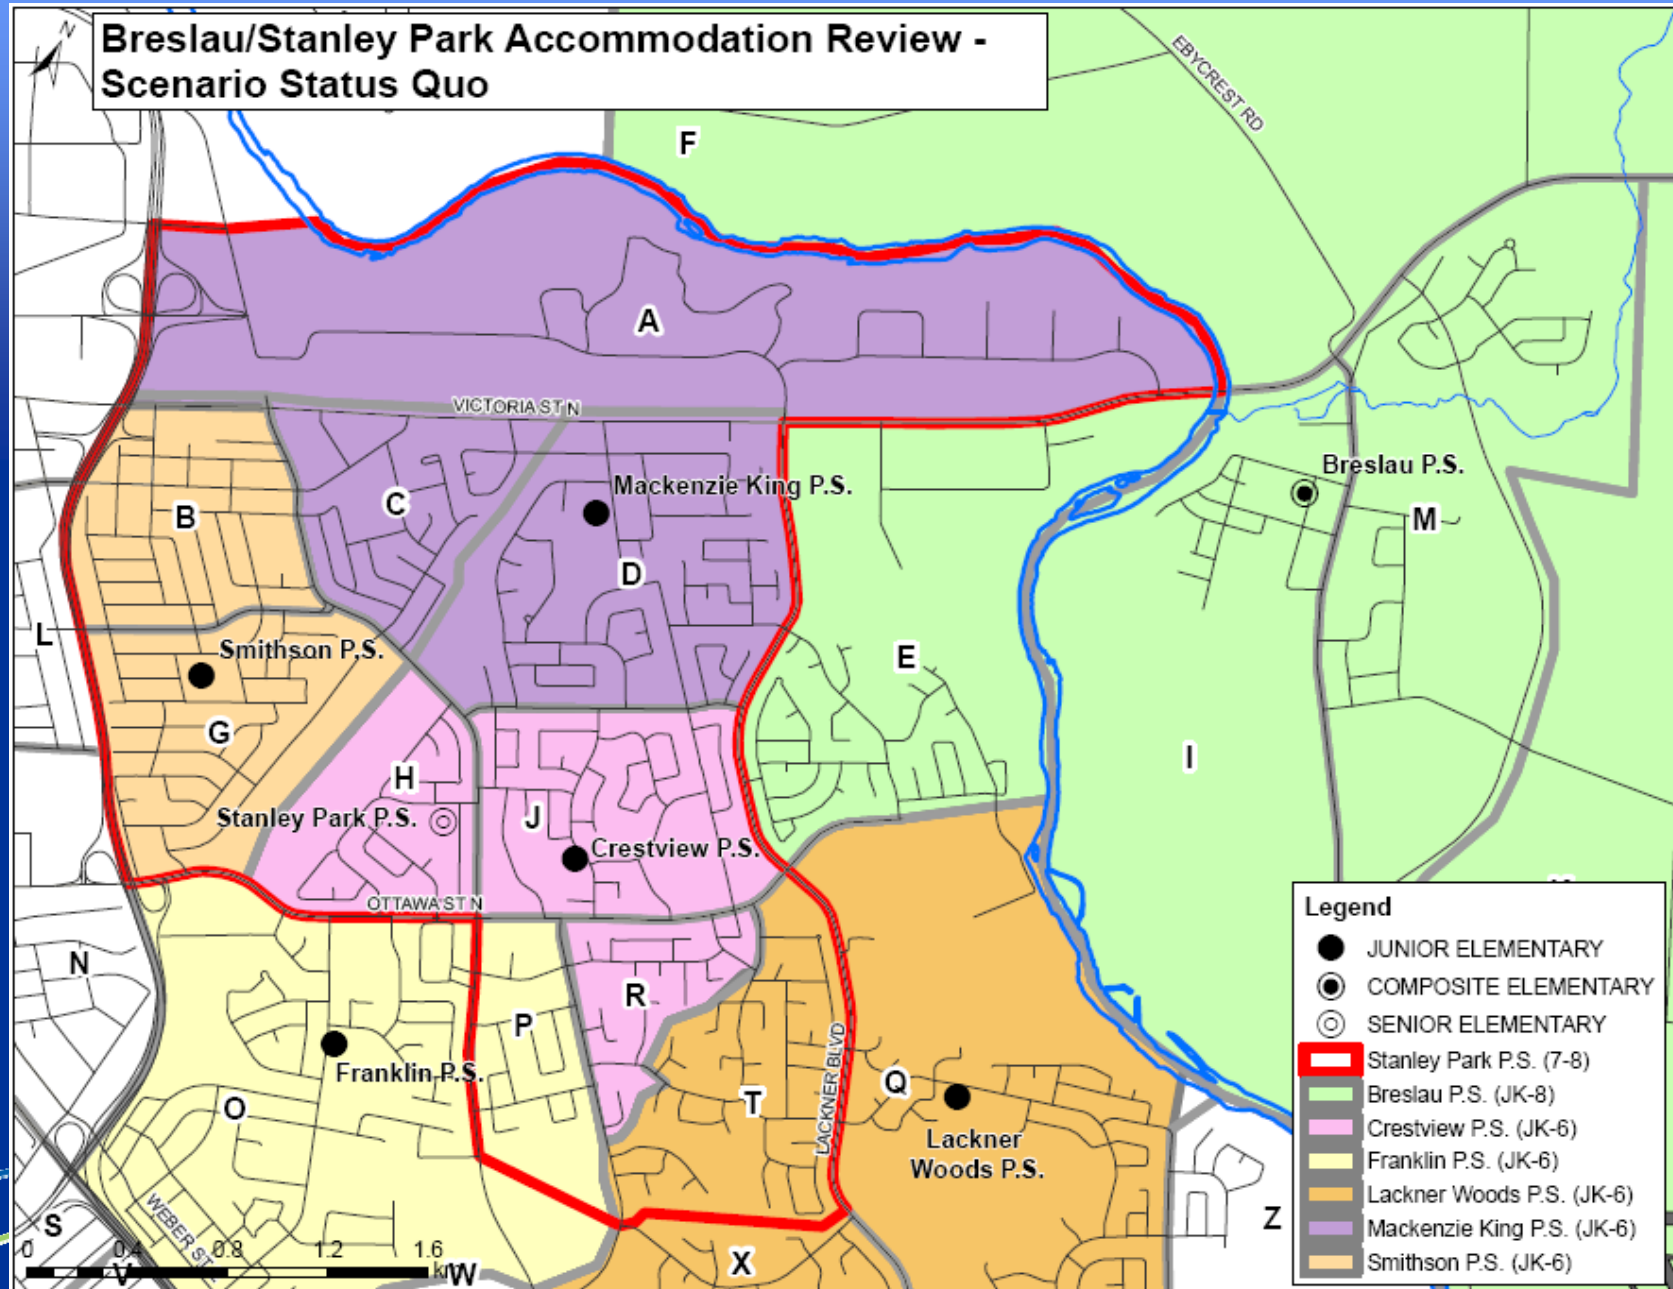 Breslau/Stanley Park Accommodation Review -
Scenario Status Quo
N
EBYCREST RD
F
A
VICTORIA ST N
Breslau P.S.
Mackenzie King P.S.
C
B
M
D
L
Smithson P.S.
E
G
I
H
Stanley Park P.S.
J
Crestview P.S.
OTTAWA ST N
N
R
P
Franklin P.S.
O
T
LACKNER BLVD
Q
Lackner
Woods P.S.
Z
S
WEBER ST
V
W
X
0 0.4 0.8 1.2 1.6
Legend
JUNIOR ELEMENTARY
COMPOSITE ELEMENTARY
SENIOR ELEMENTARY
Stanley Park P.S. (7-8)
Breslau P.S. (JK-8)
Crestview P.S. (JK-6)
Franklin P.S. (JK-6)
Lackner Woods P.S. (JK-6)
Mackenzie King P.S. (JK-6)
Smithson P.S. (JK-6)